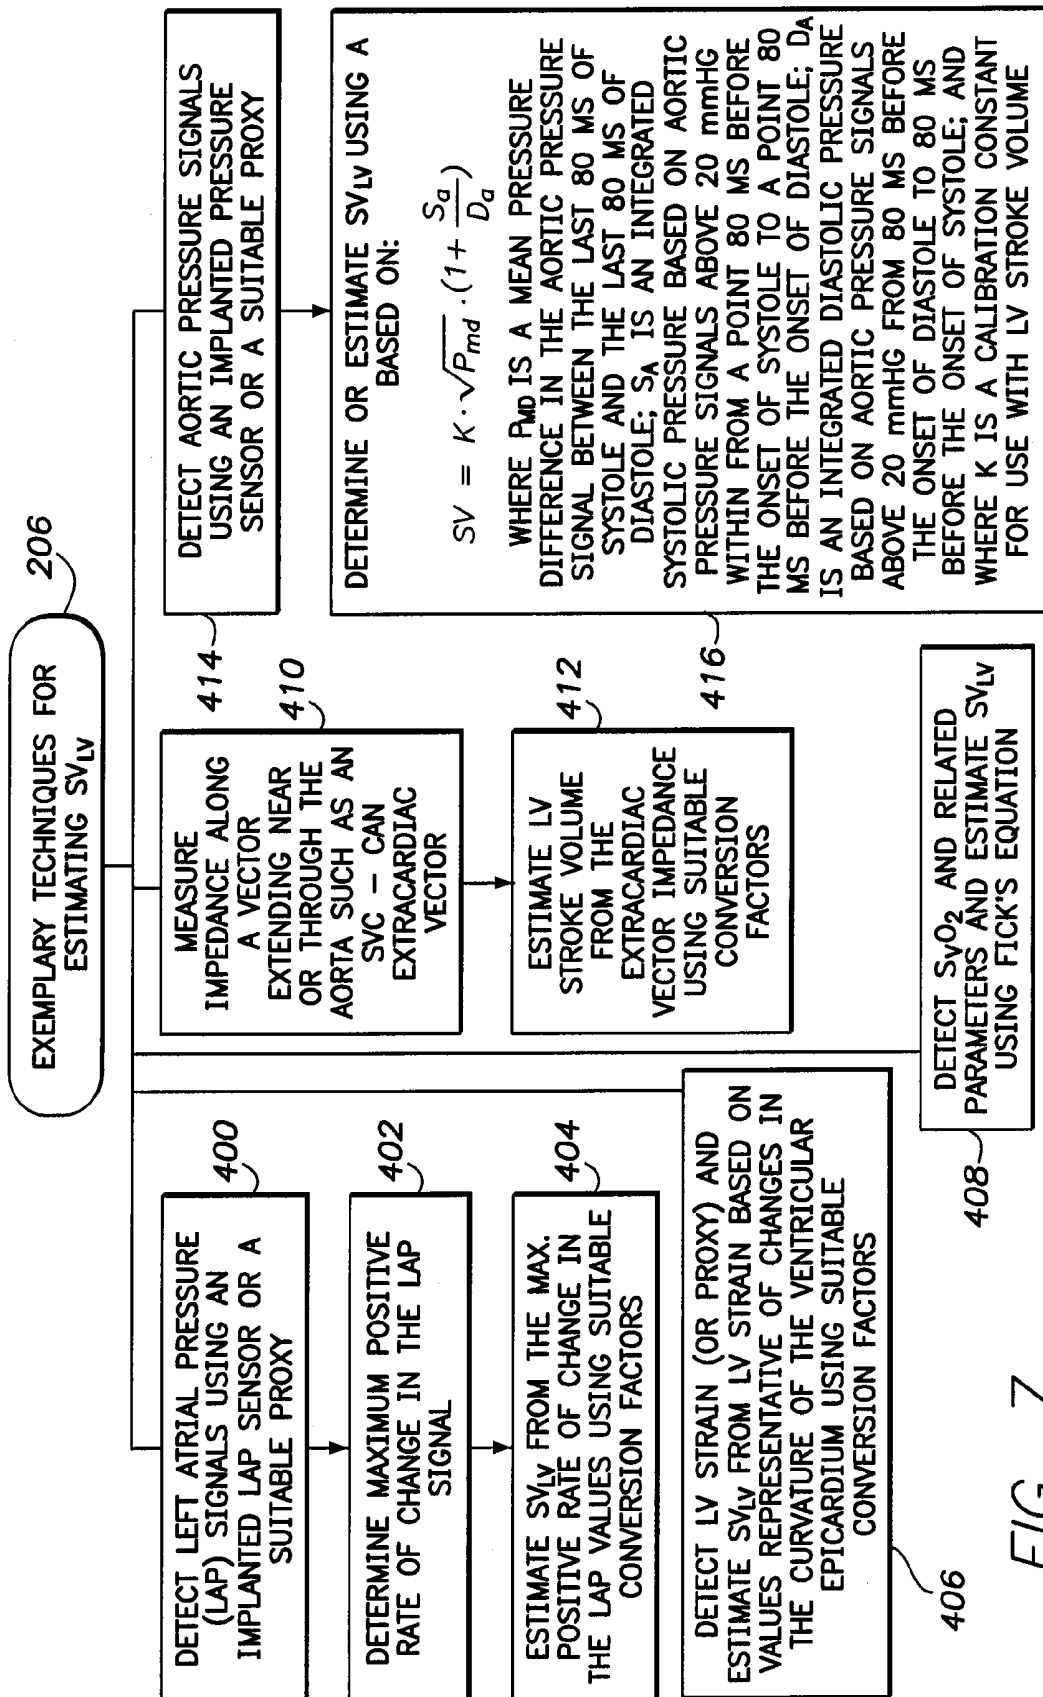 EXEMPLARY TECHNIQUES FOR
ESTIMATING SVLV
206
DETECT LEFT ATRIAL PRESSURE
(LAP) SIGNALS USING AN
IMPLANTED LAP SENSOR OR A
SUITABLE PROXY
400
DETERMINE MAXIMUM POSITIVE
RATE OF CHANGE IN THE LAP
SIGNAL
402
ESTIMATE SVLV FROM THE MAX.
POSITIVE RATE OF CHANGE IN
THE LAP VALUES USING SUITABLE
CONVERSION FACTORS
404
DETECT LV STRAIN (OR PROXY) AND
ESTIMATE SVLV FROM LV STRAIN BASED ON
VALUES REPRESENTATIVE OF CHANGES IN
THE CURVATURE OF THE VENTRICULAR
EPICARDIUM USING SUITABLE
CONVERSION FACTORS
406
DETECT SVO2 AND RELATED
PARAMETERS AND ESTIMATE SVLV
USING FICK'S EQUATION
408
MEASURE
IMPEDANCE ALONG
A VECTOR
EXTENDING NEAR
OR THROUGH THE
AORTA SUCH AS AN
SVC – CAN
EXTRACARDIAC
VECTOR
410
ESTIMATE LV
STROKE VOLUME
FROM THE
EXTRACARDIAC
VECTOR IMPEDANCE
USING SUITABLE
CONVERSION
FACTORS
412
DETECT AORTIC PRESSURE SIGNALS
USING AN IMPLANTED PRESSURE
SENSOR OR A SUITABLE PROXY
414
DETERMINE OR ESTIMATE SVLV USING A
BASED ON:
SV = K · √Pmd · (1 + Sa/Da)
WHERE PMD IS A MEAN PRESSURE
DIFFERENCE IN THE AORTIC PRESSURE
SIGNAL BETWEEN THE LAST 80 MS OF
SYSTOLE AND THE LAST 80 MS OF
DIASTOLE; SA IS AN INTEGRATED
SYSTOLIC PRESSURE BASED ON AORTIC
PRESSURE SIGNALS ABOVE 20 mmHG
WITHIN FROM A POINT 80 MS BEFORE
THE ONSET OF SYSTOLE TO A POINT 80
MS BEFORE THE ONSET OF DIASTOLE; DA
IS AN INTEGRATED DIASTOLIC PRESSURE
BASED ON AORTIC PRESSURE SIGNALS
ABOVE 20 mmHG FROM 80 MS BEFORE
THE ONSET OF DIASTOLE TO 80 MS
BEFORE THE ONSET OF SYSTOLE; AND
WHERE K IS A CALIBRATION CONSTANT
FOR USE WITH LV STROKE VOLUME
416
FIG. 7